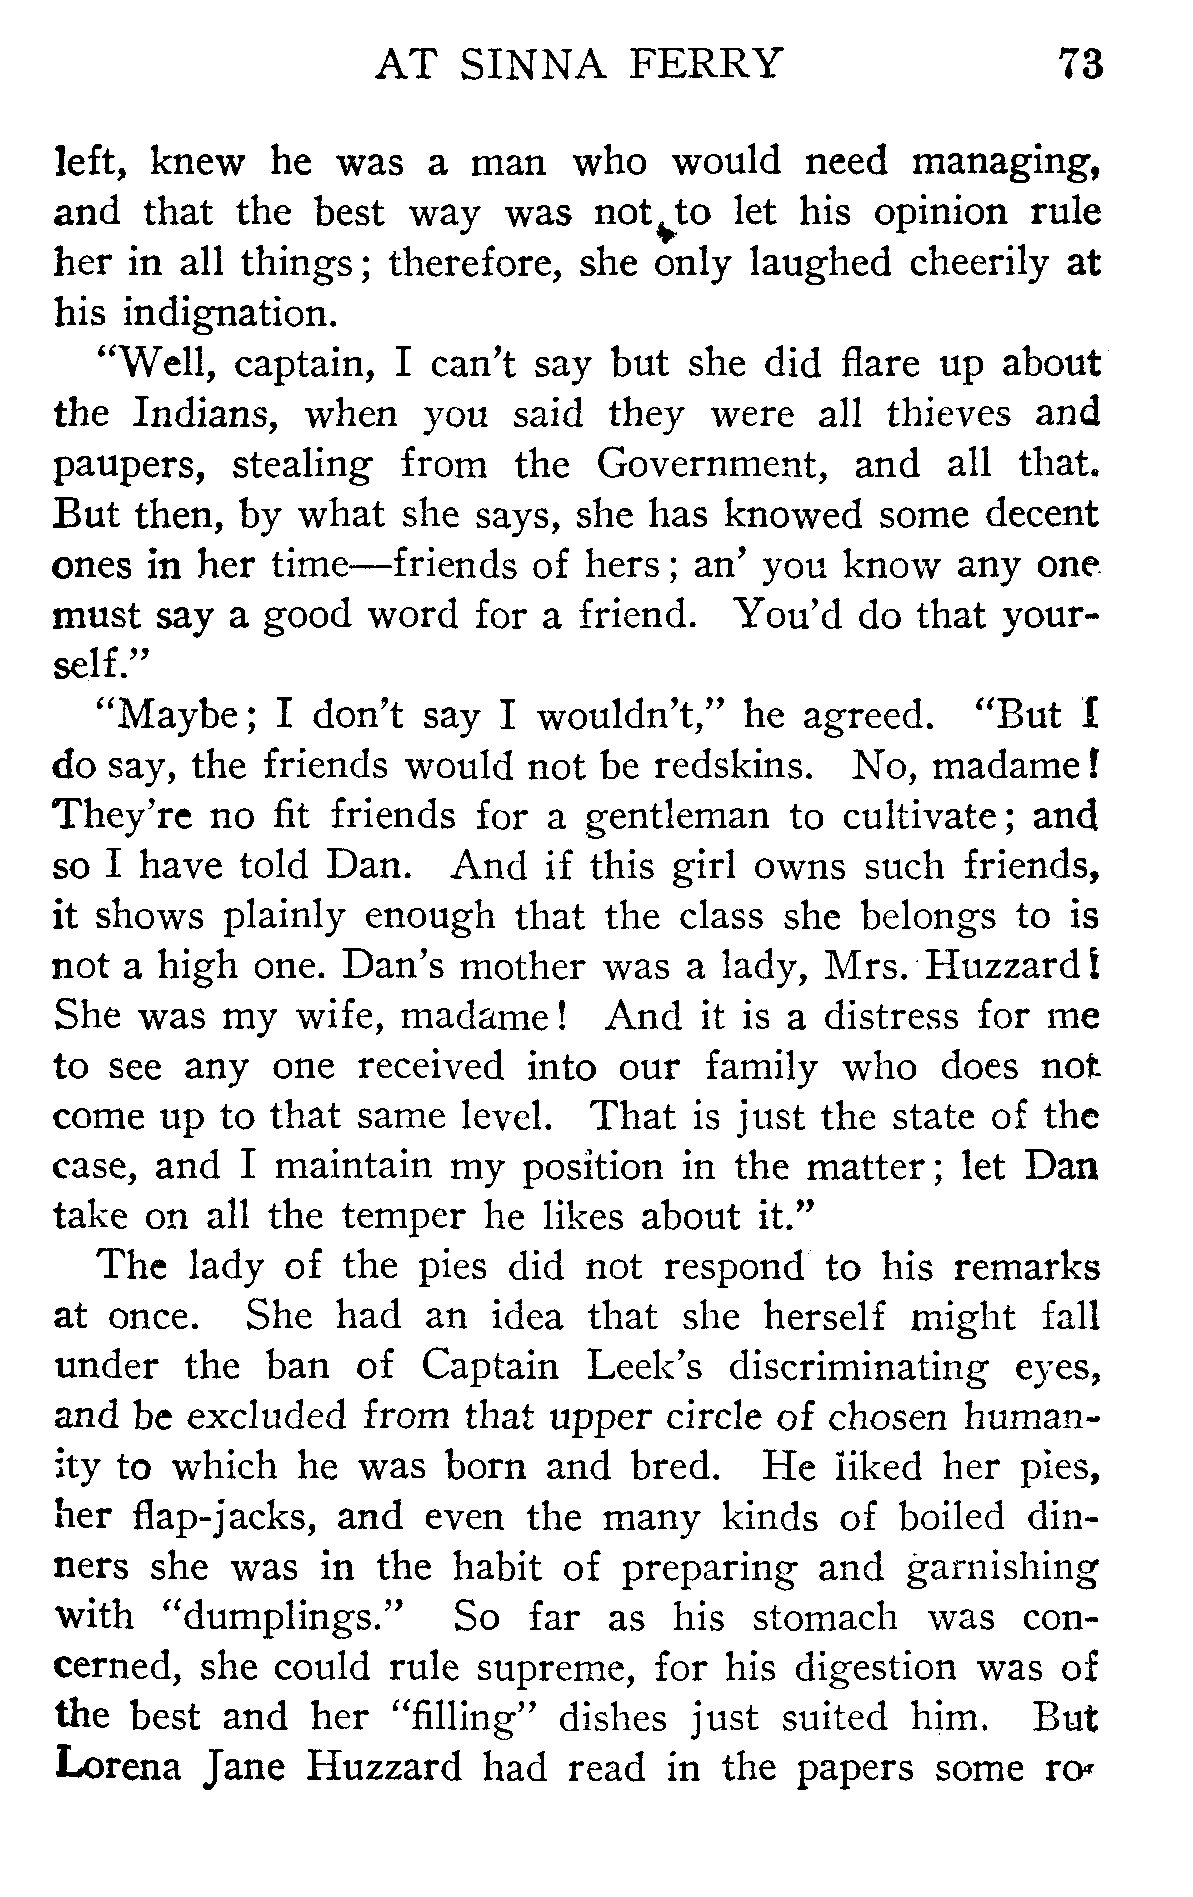 AT SINNA FERRY 73
left, knew he was a man who would need managing,
and that the best way was not to let his opinion rule
her in all things; therefore, she only laughed cheerily at
his indignation.
“Well, captain, I can't say but she did flare up about
the Indians, when you said they were all thieves and
paupers, stealing from the Government, and all that.
But then, by what she says, she has knowed some decent
ones in her time—friends of hers; an' you know any one
must say a good word for a friend. You'd do that your-
self.”
“Maybe; I don't say I wouldn't,” he agreed. “But I
do say, the friends would not be redskins. No, madame!
They're no fit friends for a gentleman to cultivate; and
so I have told Dan. And if this girl owns such friends,
it shows plainly enough that the class she belongs to is
not a high one. Dan's mother was a lady, Mrs. Huzzard!
She was my wife, madame! And it is a distress for me
to see any one received into our family who does not
come up to that same level. That is just the state of the
case, and I maintain my position in the matter; let Dan
take on all the temper he likes about it.”
The lady of the pies did not respond to his remarks
at once. She had an idea that she herself might fall
under the ban of Captain Leek's discriminating eyes,
and be excluded from that upper circle of chosen human-
ity to which he was born and bred. He liked her pies,
her flap-jacks, and even the many kinds of boiled din-
ners she was in the habit of preparing and garnishing
with “dumplings.” So far as his stomach was con-
cerned, she could rule supreme, for his digestion was of
the best and her “filling” dishes just suited him. But
Lorena Jane Huzzard had read in the papers some ro-